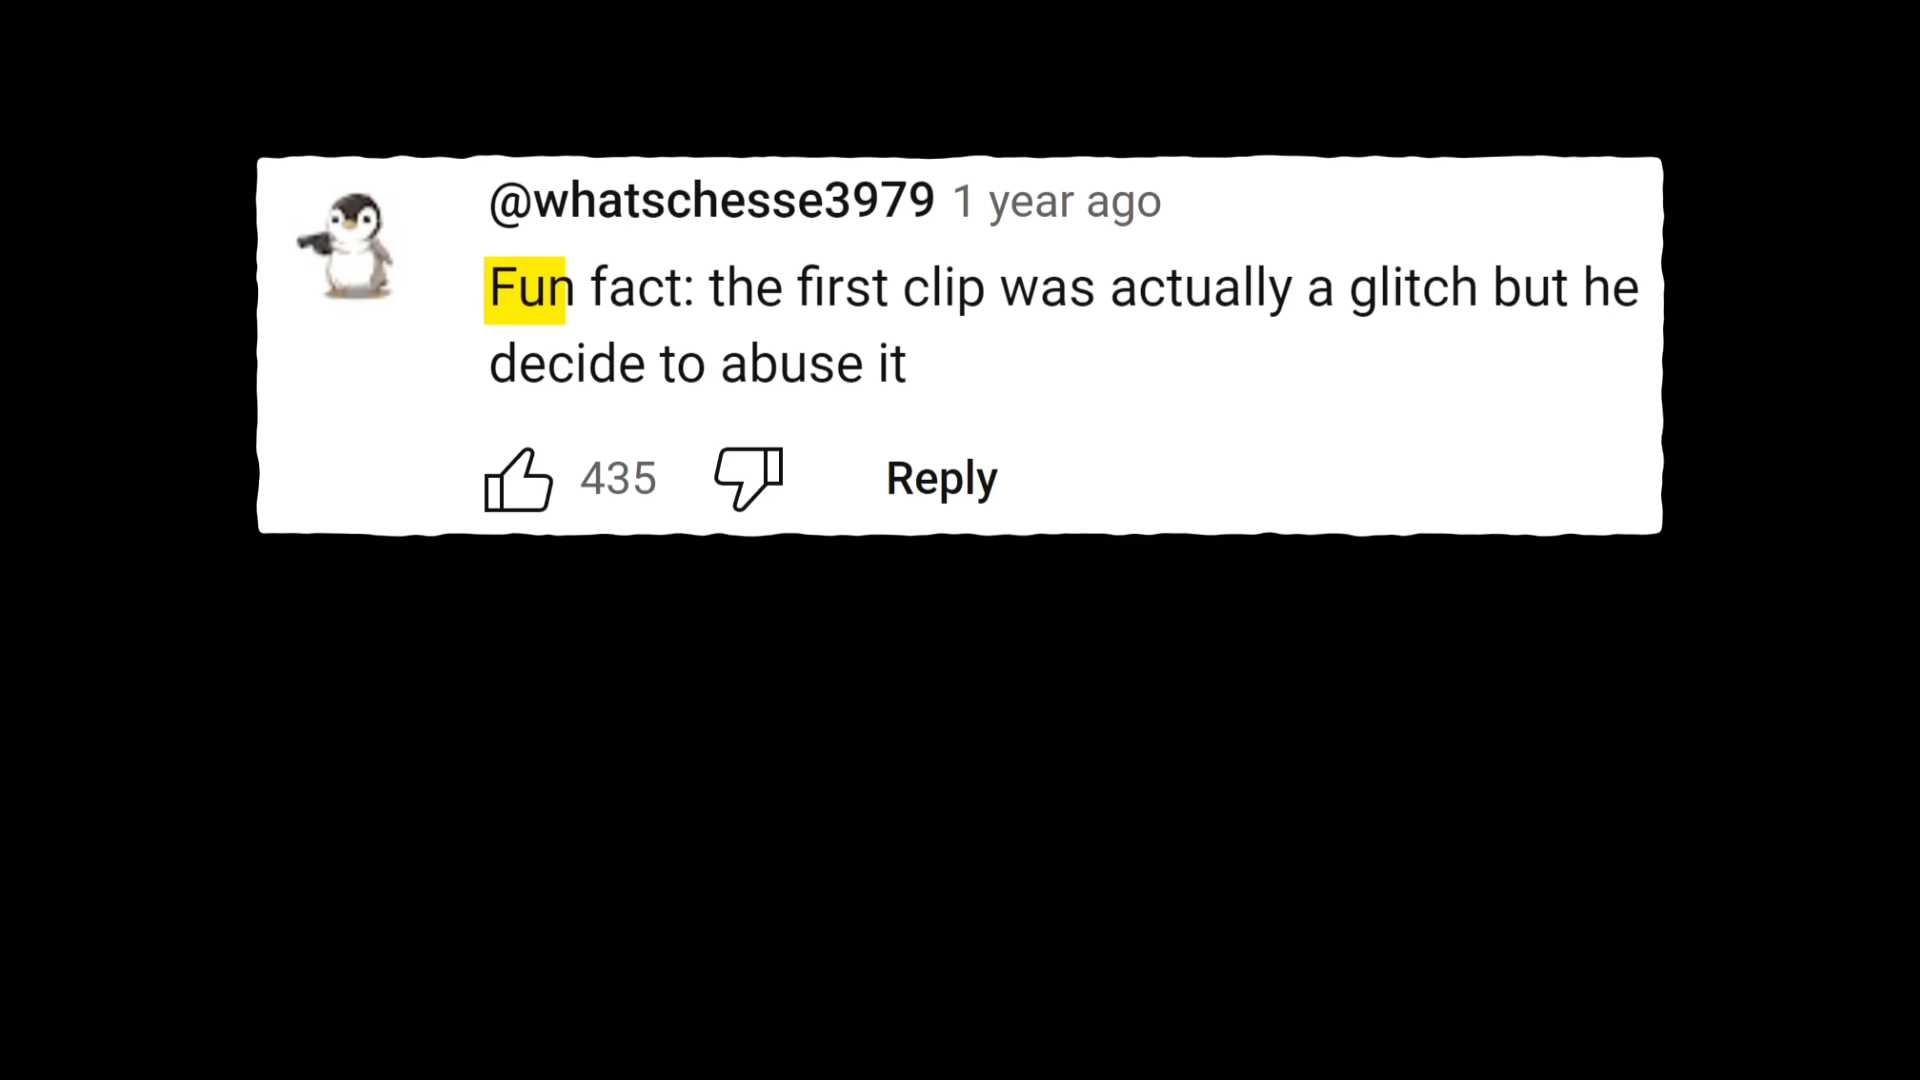 @whatschesse3979 1 year ago
Fun fact: the first clip was actually a glitch but he
decide to abuse it
435 Reply